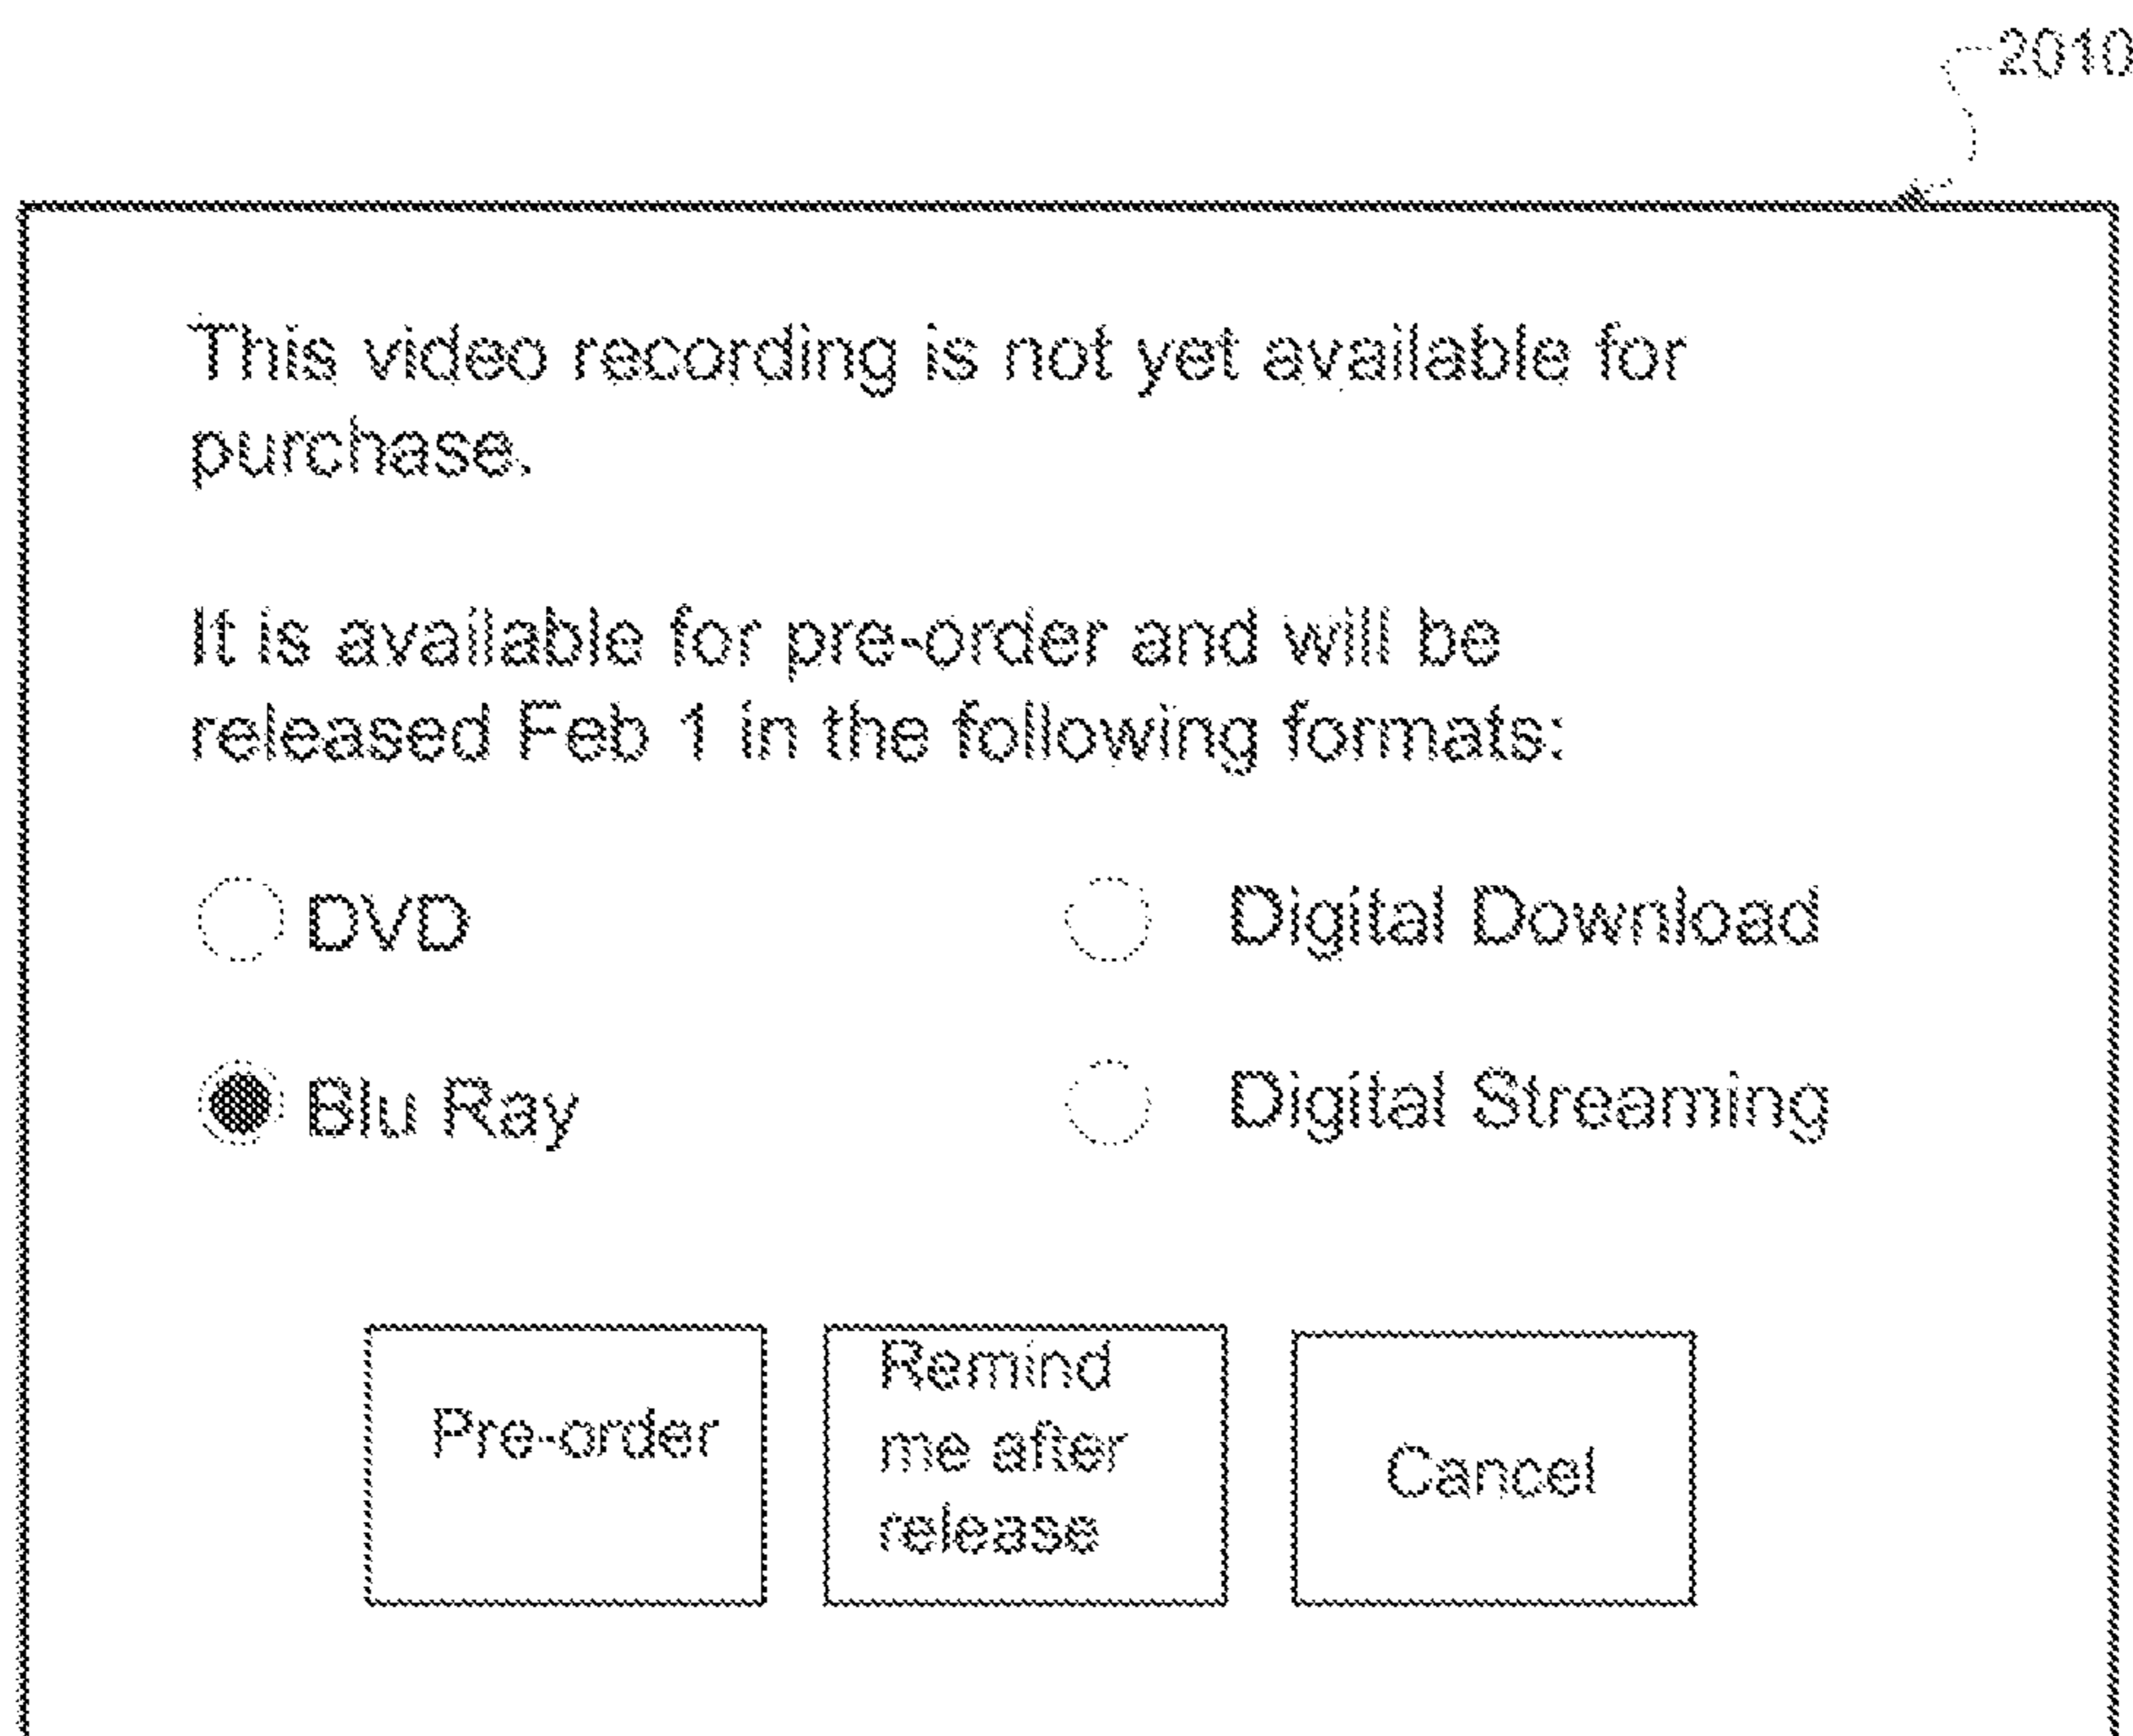 2010
This video recording is not yet available for
purchase.
It is available for pre-order and will be
released Feb 1 in the following formats:
DVD
Digital Download
Blu Ray
Digital Streaming
Pre-order
Remind
me after
release
Cancel